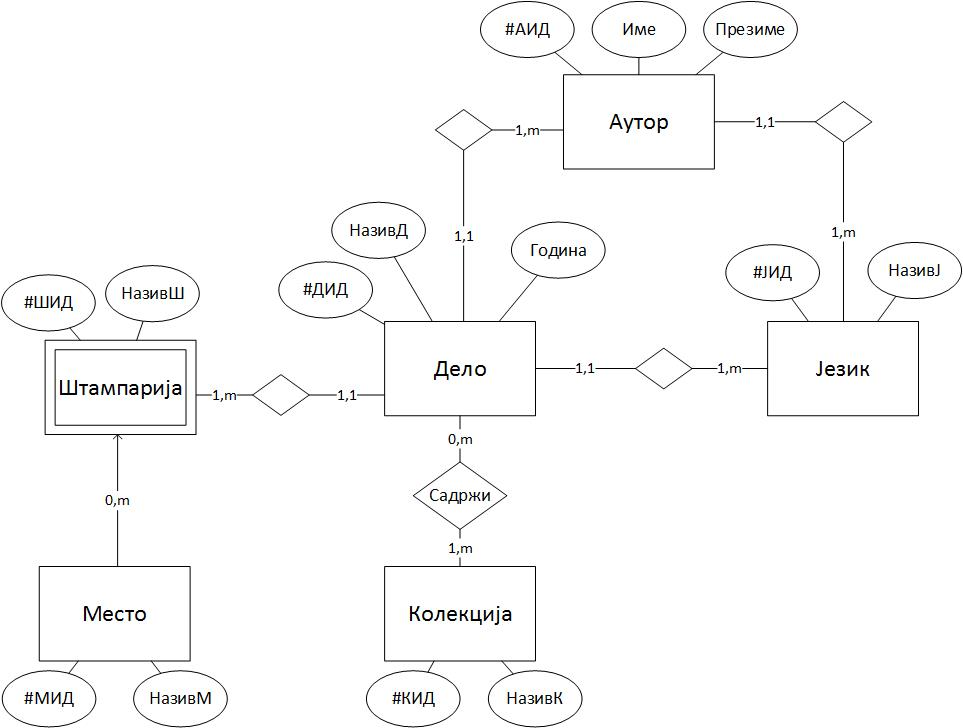 #АИД
Име
Презиме
Аутор
1,m
1,1
1,1
1,m
НазивД
Година
#ДИД
#ЈИД
НазивЈ
#ШИД
НазивШ
Штампарија
Дело
Језик
1,m
1,1
1,1
1,m
0,m
Садржи
0,m
1,m
Место
Колекција
#МИД
НазивМ
#КИД
НазивК